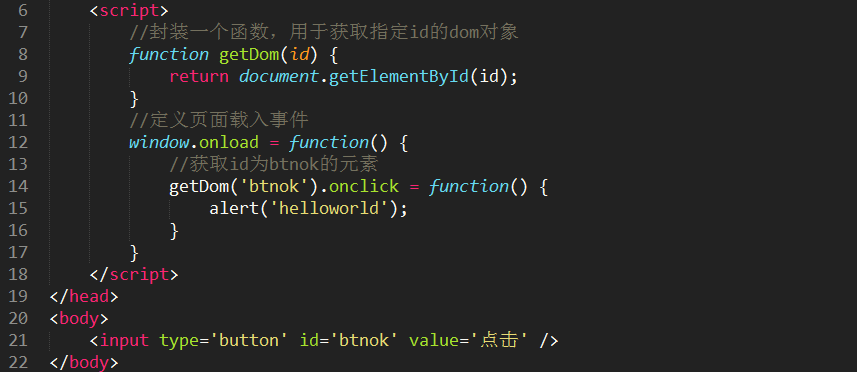 6 <script>
7 //封装一个函数，用于获取指定id的dom对象
8 function getDom(id) {
9 return document.getElementById(id);
10 }
11 //定义页面载入事件
12 window.onload = function() {
13 //获取id为btnok的元素
14 getDom('btnok').onclick = function() {
15 alert('helloworld');
16 }
17 }
18 </script>
19 </head>
20 <body>
21 <input type='button' id='btnok' value='点击' />
22 </body>